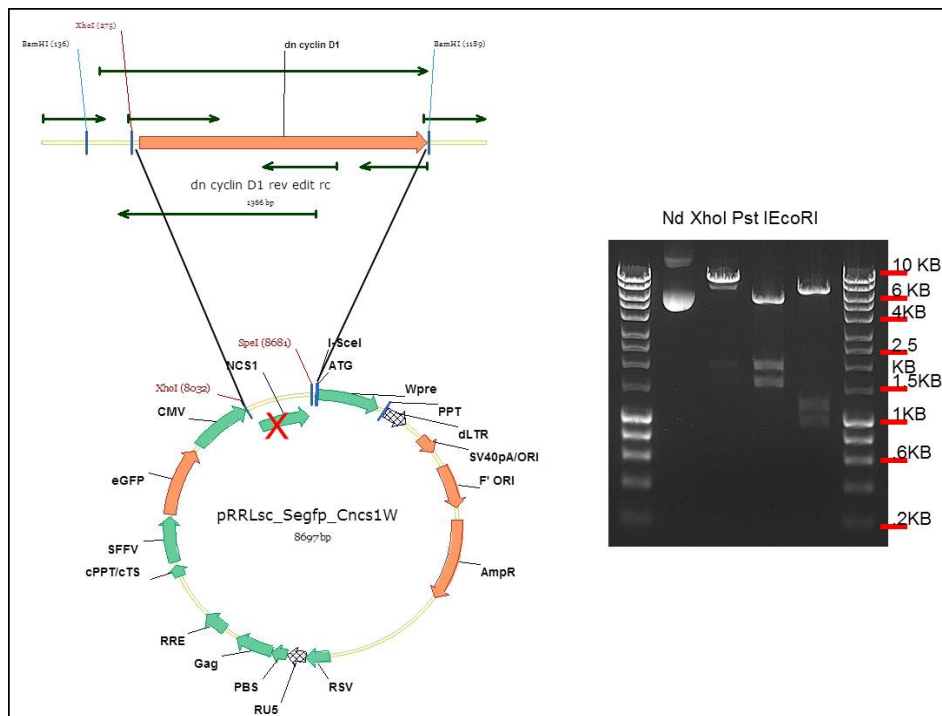 XhoI (275)
BamHI (136)
dn cyclin D1
BamHI (1189)
dn cyclin D1 rev edit rc
1366 bp
Nd XhoI Pst IEcoRI
10 KB
6 KB
4KB
2.5
KB
1.5KB
1KB
.6KB
.2KB
SpeI (8681)
I-SceI
NCS1
ATG
XhoI (8032)
Wpre
CMV
PPT
dLTR
SV40pA/ORI
eGFP
F' ORI
pRRLsc_Segfp_Cncs1W
8697 bp
SFFV
AmpR
cPPT/cTS
RRE
Gag
PBS
RSV
RU5